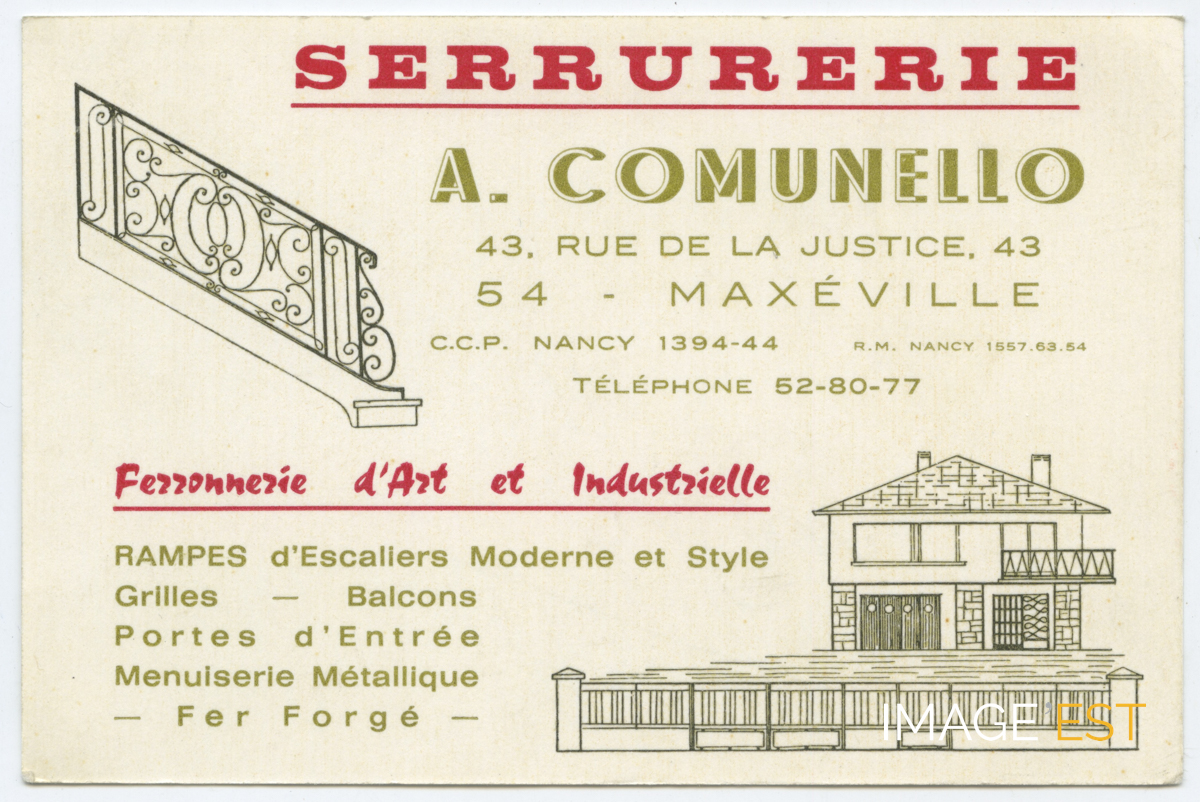 SERRURERIE
A. COMUNELLO
43, RUE DE LA JUSTICE, 43
54 - MAXÉVILLE
C.C.P. NANCY 1394-44 R.M. NANCY 1557.63.54
TÉLÉPHONE 52-80-77
Ferronnerie d'Art et Industrielle
RAMPES d'Escaliers Moderne et Style
Grilles — Balcons
Portes d'Entrée
Menuiserie Métallique
— Fer Forgé —
IMAGE'EST